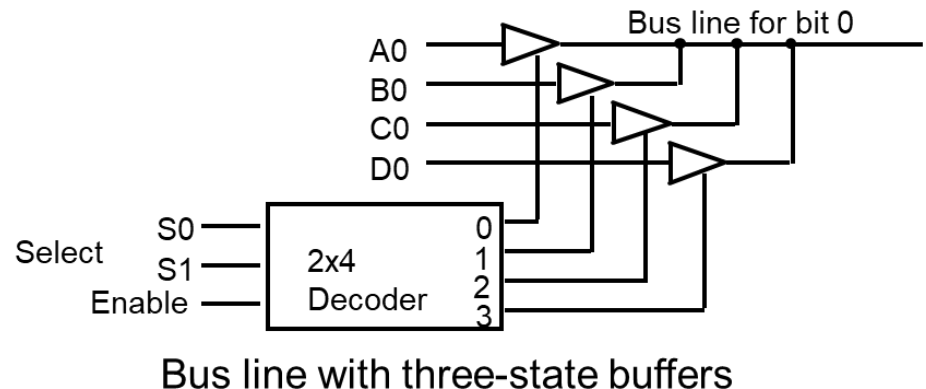 Bus line for bit 0
A0
B0
C0
D0
S0
Select
S1
Enable
2x4
Decoder
0
1
2
3
Bus line with three-state buffers